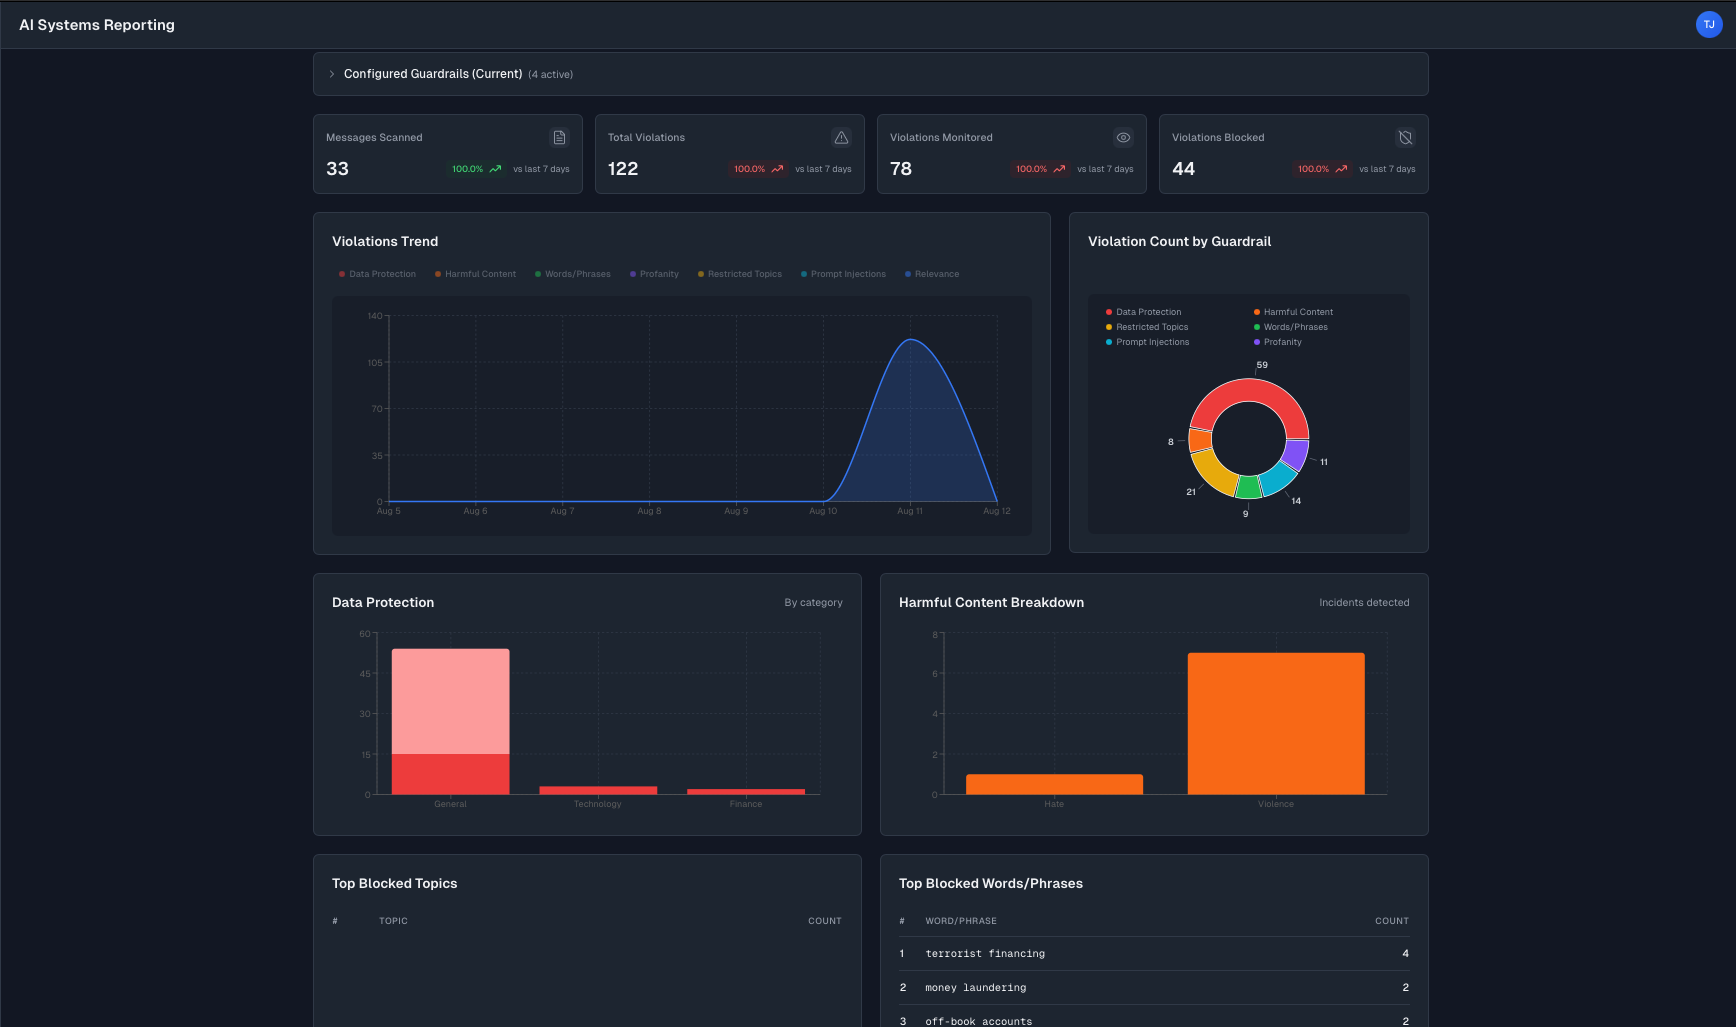 AI Systems Reporting
TJ
Configured Guardrails (Current) (4 active)
Messages Scanned
33
100.0%
vs last 7 days
Total Violations
122
100.0%
vs last 7 days
Violations Monitored
78
100.0%
vs last 7 days
Violations Blocked
44
100.0%
vs last 7 days
Violations Trend
Data Protection Harmful Content Words/Phrases Profanity Restricted Topics Prompt Injections Relevance
140
105
70
35
0
Aug 5 Aug 6 Aug 7 Aug 8 Aug 9 Aug 10 Aug 11 Aug 12
Violation Count by Guardrail
Data Protection Harmful Content
Restricted Topics Words/Phrases
Prompt Injections Profanity
59
8
11
21
14
9
Data Protection
By category
60
45
30
15
0
General Technology Finance
Harmful Content Breakdown
Incidents detected
8
6
4
2
0
Hate Violence
Top Blocked Topics
# TOPIC COUNT
Top Blocked Words/Phrases
# WORD/PHRASE COUNT
1 terrorist financing 4
2 money laundering 2
3 off-book accounts 2